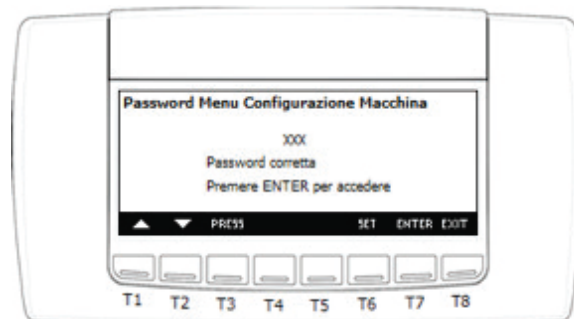 Password Menu Configurazione Macchina
XXX
Password corretta
Premere ENTER per accedere
PRESS SET ENTER EXIT
T1 T2 T3 T4 T5 T6 T7 T8